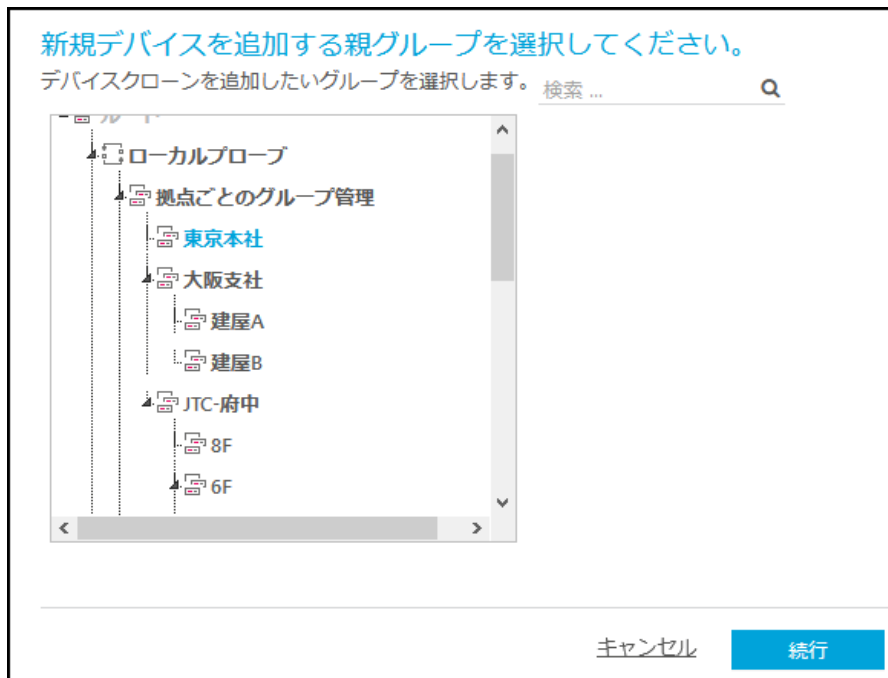 新規デバイスを追加する親グループを選択してください。
デバイスクローンを追加したいグループを選択します。
検索 ...
ルート
ローカルプローブ
拠点ごとのグループ管理
東京本社
大阪支社
建屋A
建屋B
JTC-府中
8F
6F
キャンセル
続行